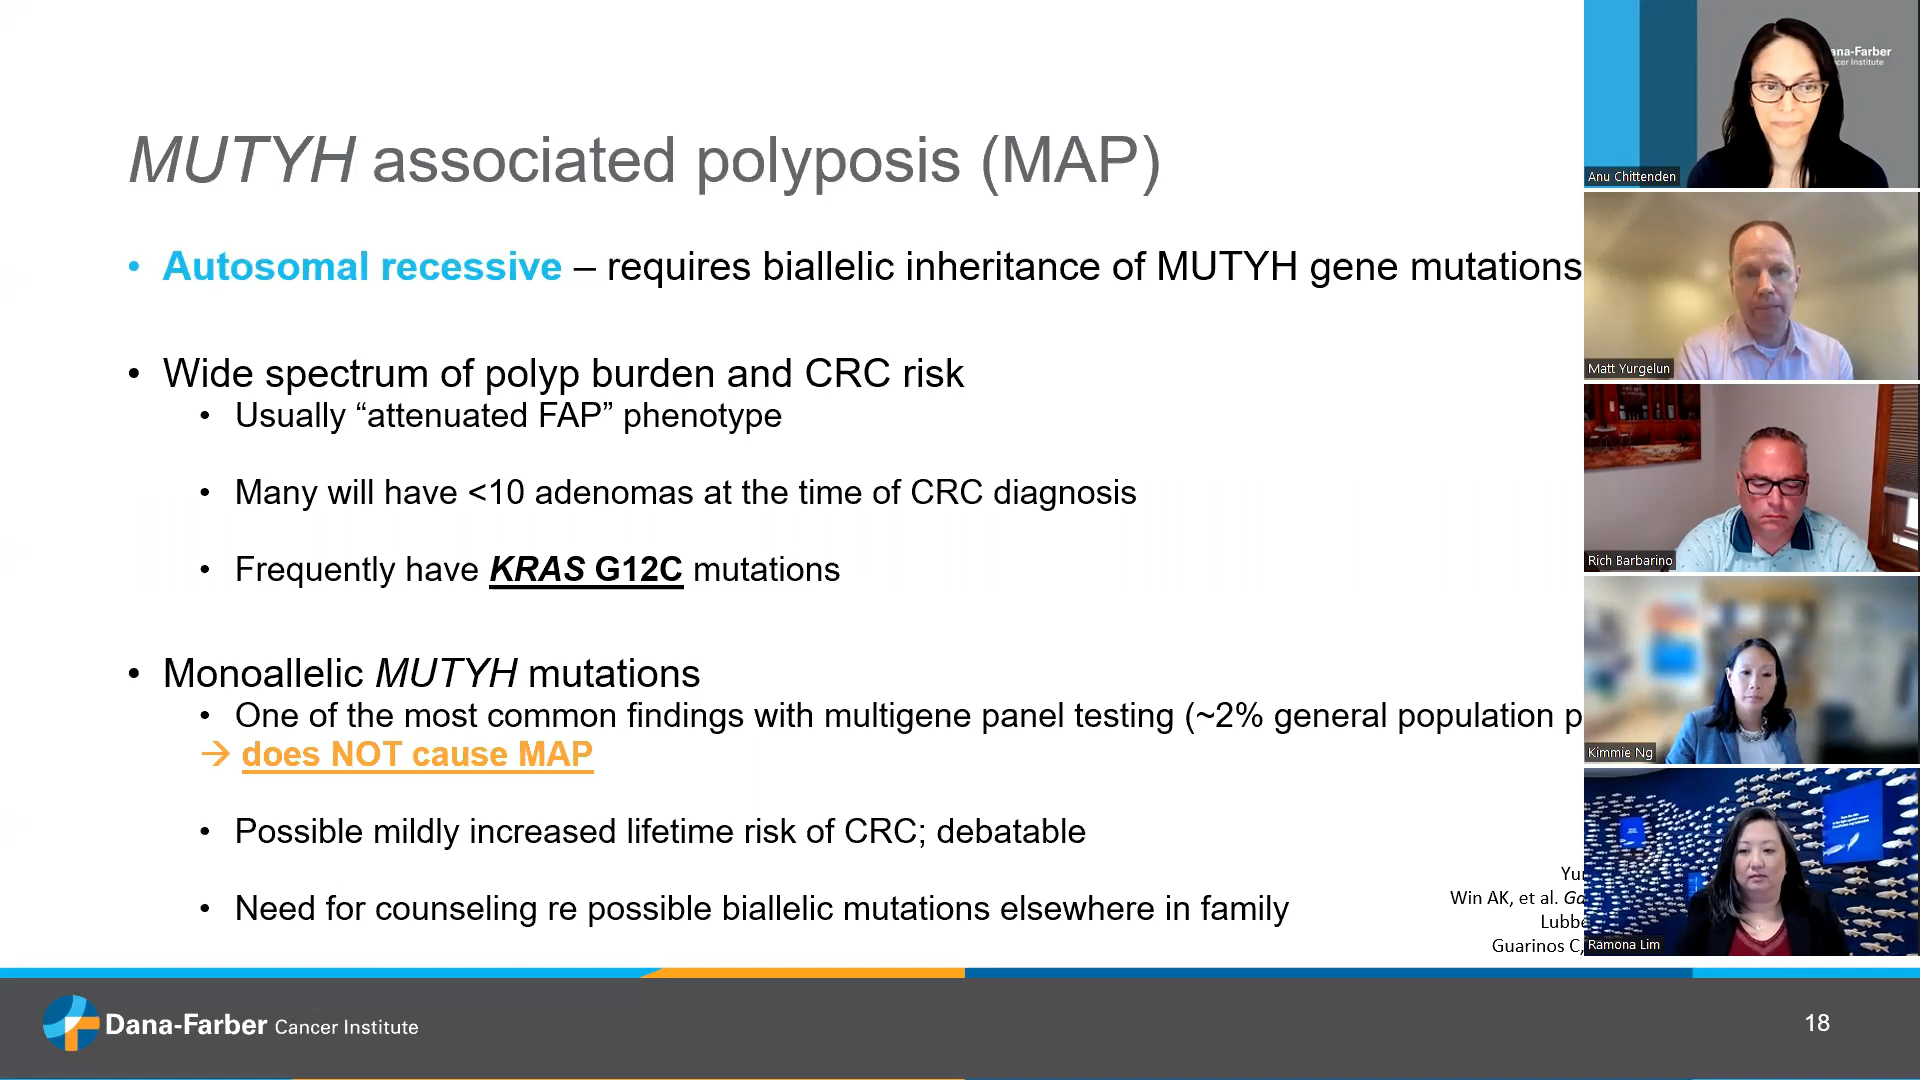 MUTYH associated polyposis (MAP)
• Autosomal recessive – requires biallelic inheritance of MUTYH gene mutations
• Wide spectrum of polyp burden and CRC risk
• Usually “attenuated FAP” phenotype
• Many will have <10 adenomas at the time of CRC diagnosis
• Frequently have KRAS G12C mutations
• Monoallelic MUTYH mutations
• One of the most common findings with multigene panel testing (~2% general population
→ does NOT cause MAP
• Possible mildly increased lifetime risk of CRC; debatable
• Need for counseling re possible biallelic mutations elsewhere in family
Win AK, et al.
Guarinos C,
Dana-Farber Cancer Institute
18
Anu Chittenden
Matt Yurgelun
Rich Barbarino
Kimmie Ng
Ramona Lim